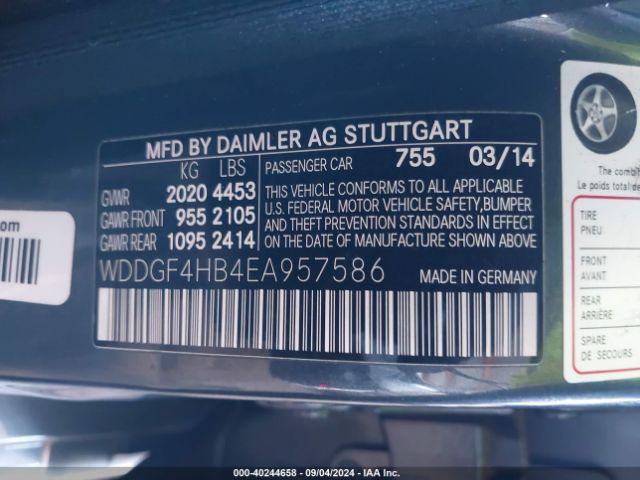 MFD BY DAIMLER AG STUTTGART
KG LBS
GVWR 2020 4453
GAWR FRONT 955 2105
GAWR REAR 1095 2414
PASSENGER CAR 755 03/14
THIS VEHICLE CONFORMS TO ALL APPLICABLE
U.S. FEDERAL MOTOR VEHICLE SAFETY,BUMPER
AND THEFT PREVENTION STANDARDS IN EFFECT
ON THE DATE OF MANUFACTURE SHOWN ABOVE
WDDGF4HB4EA957586 MADE IN GERMANY
.com
The combin
Le poids total de
TIRE
PNEU
FRONT
AVANT
REAR
ARRIÈRE
SPARE
DE SECOURS
000-40244658 - 09/04/2024 - IAA Inc.